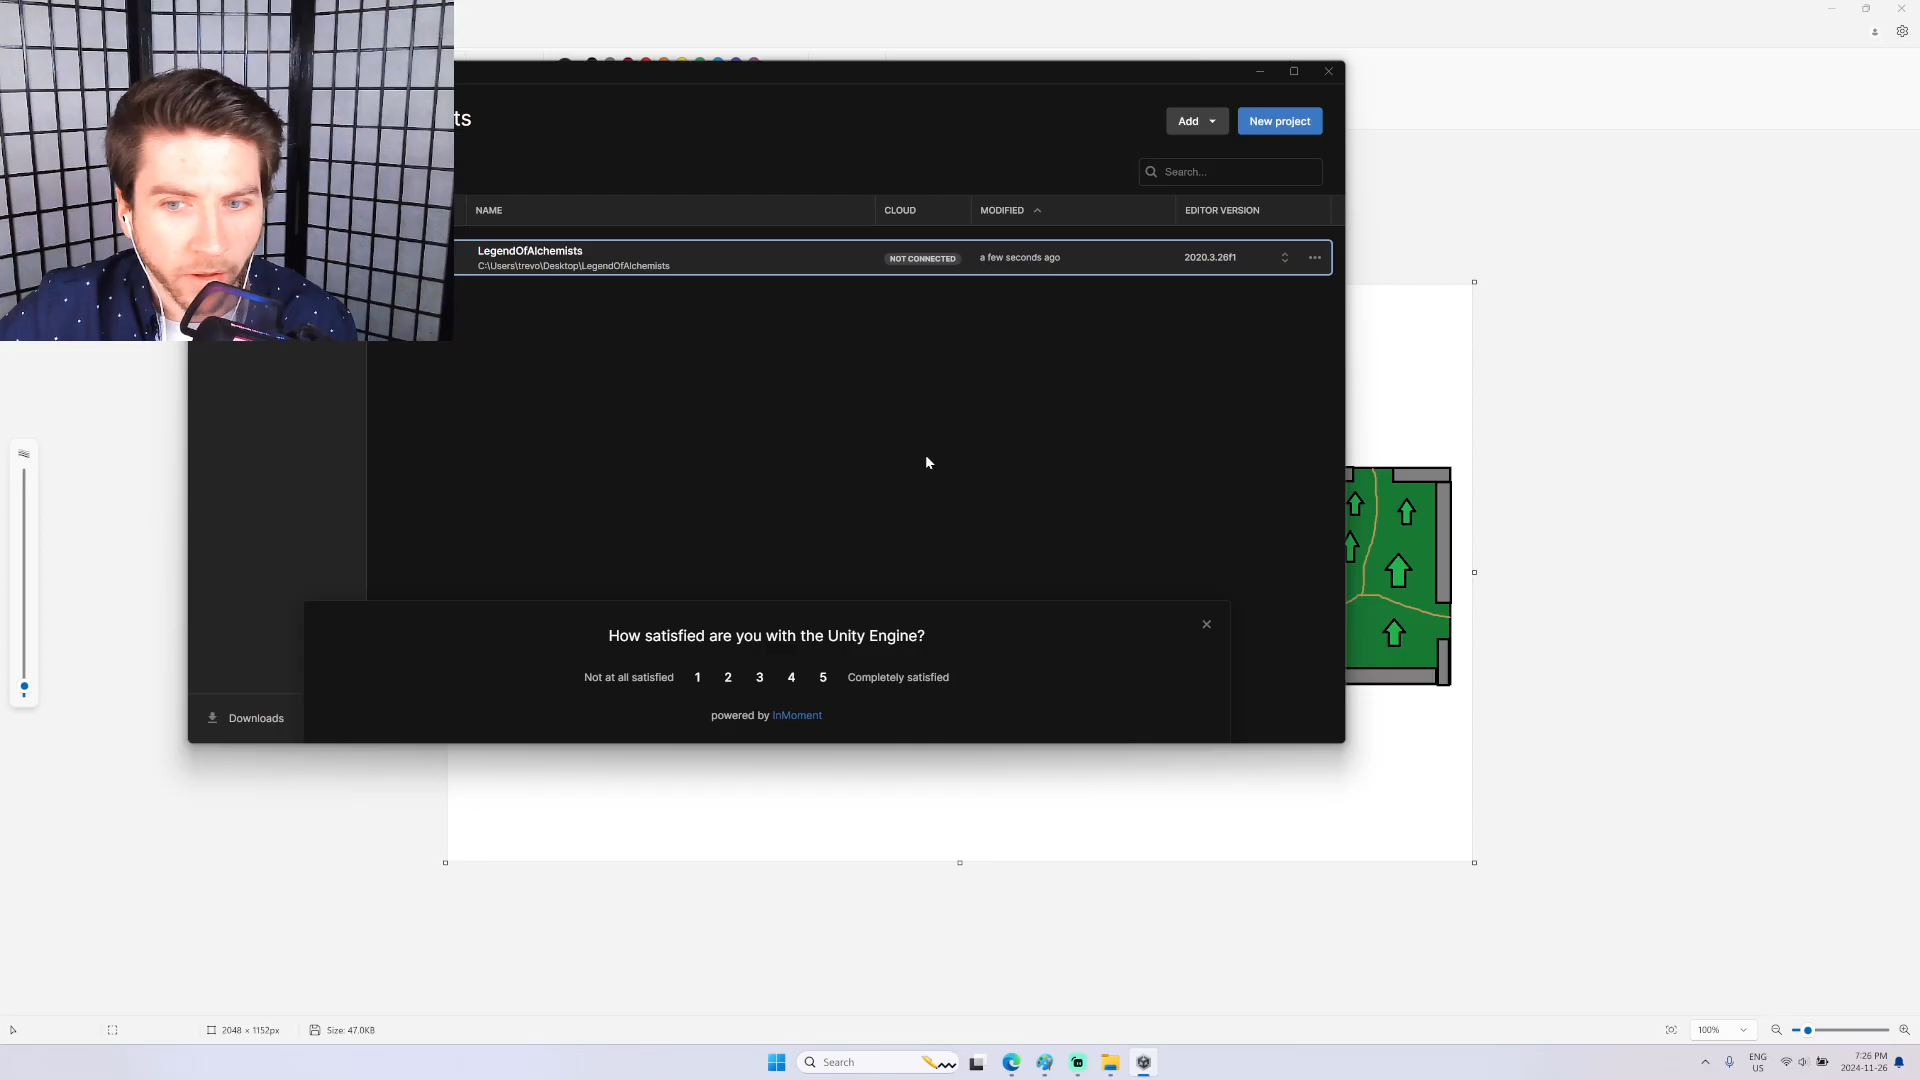 ts
Add
New project
Search...
NAME
CLOUD
MODIFIED
EDITOR VERSION
LegendOfAlchemists
C:\Users\trevo\Desktop\LegendOfAlchemists
NOT CONNECTED
a few seconds ago
2020.3.26f1
How satisfied are you with the Unity Engine?
Not at all satisfied 1 2 3 4 5 Completely satisfied
powered by InMoment
Downloads
2048 × 1152px
Size: 47.0KB
100%
Search
ENG
US
7:26 PM
2024-11-26